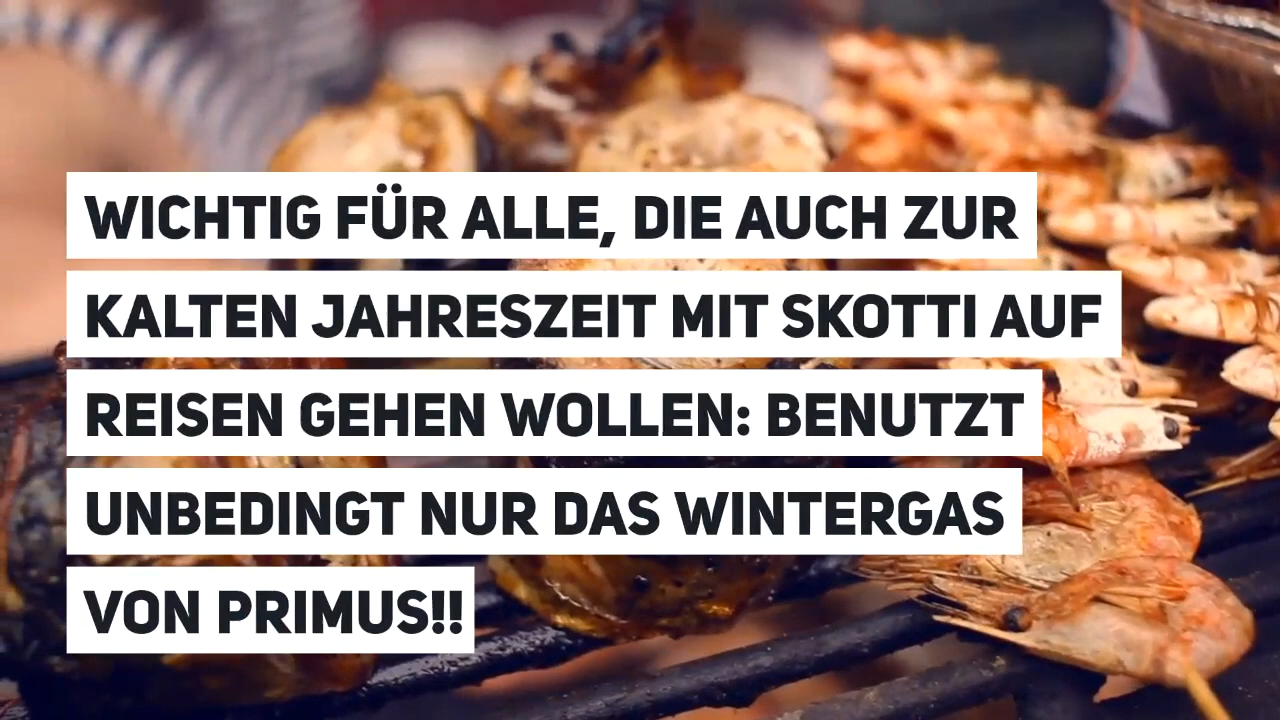 WICHTIG FÜR ALLE, DIE AUCH ZUR
KALTEN JAHRESZEIT MIT SKOTTI AUF
REISEN GEHEN WOLLEN: BENUTZT
UNBEDINGT NUR DAS WINTERGAS
VON PRIMUS!!